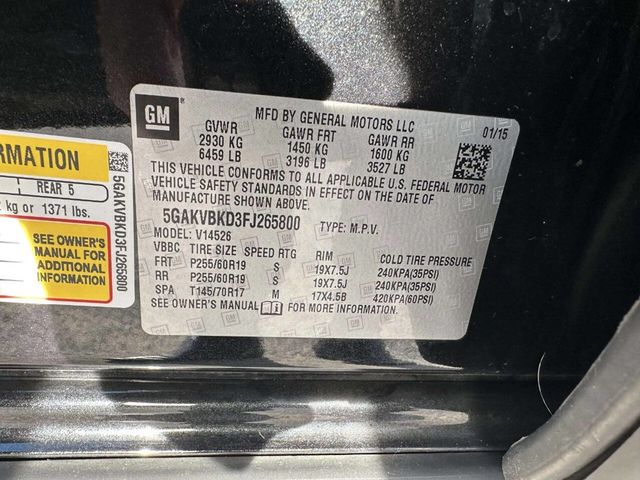 RMATION
REAR 5
kg or 1371 lbs.
SEE OWNER'S
MANUAL FOR
ADDITIONAL
INFORMATION
5GAKVBKD3FJ265800
GM
MFD BY GENERAL MOTORS LLC
01/15
GVWR GAWR FRT GAWR RR
2930 KG 1450 KG 1600 KG
6459 LB 3196 LB 3527 LB
THIS VEHICLE CONFORMS TO ALL APPLICABLE U.S. FEDERAL MOTOR
VEHICLE SAFETY STANDARDS IN EFFECT ON THE DATE OF
MANUFACTURE SHOWN ABOVE.
5GAKVBKD3FJ265800 TYPE: M.P.V.
MODEL: V14526
VBBC TIRE SIZE SPEED RTG RIM COLD TIRE PRESSURE
FRT P255/60R19 S 19X7.5J 240KPA(35PSI)
RR P255/60R19 S 19X7.5J 240KPA(35PSI)
SPA T145/70R17 M 17X4.5B 420KPA(60PSI)
SEE OWNER'S MANUAL FOR MORE INFORMATION.